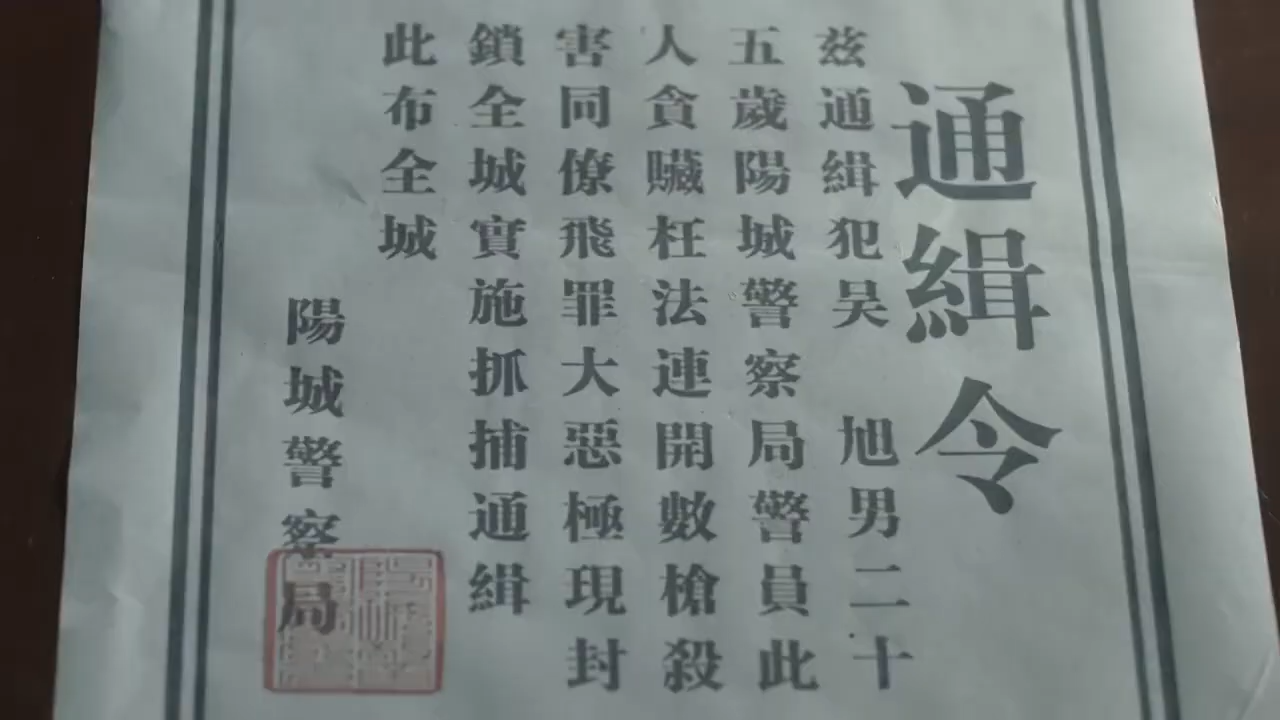 通緝令
兹通緝犯吴 旭男二十
五歲陽城警察局警員此
人貪贜枉法連開數槍殺
害同僚飛罪大惡極現封
鎖全城實施抓捕通緝
此布全城
陽城警察局